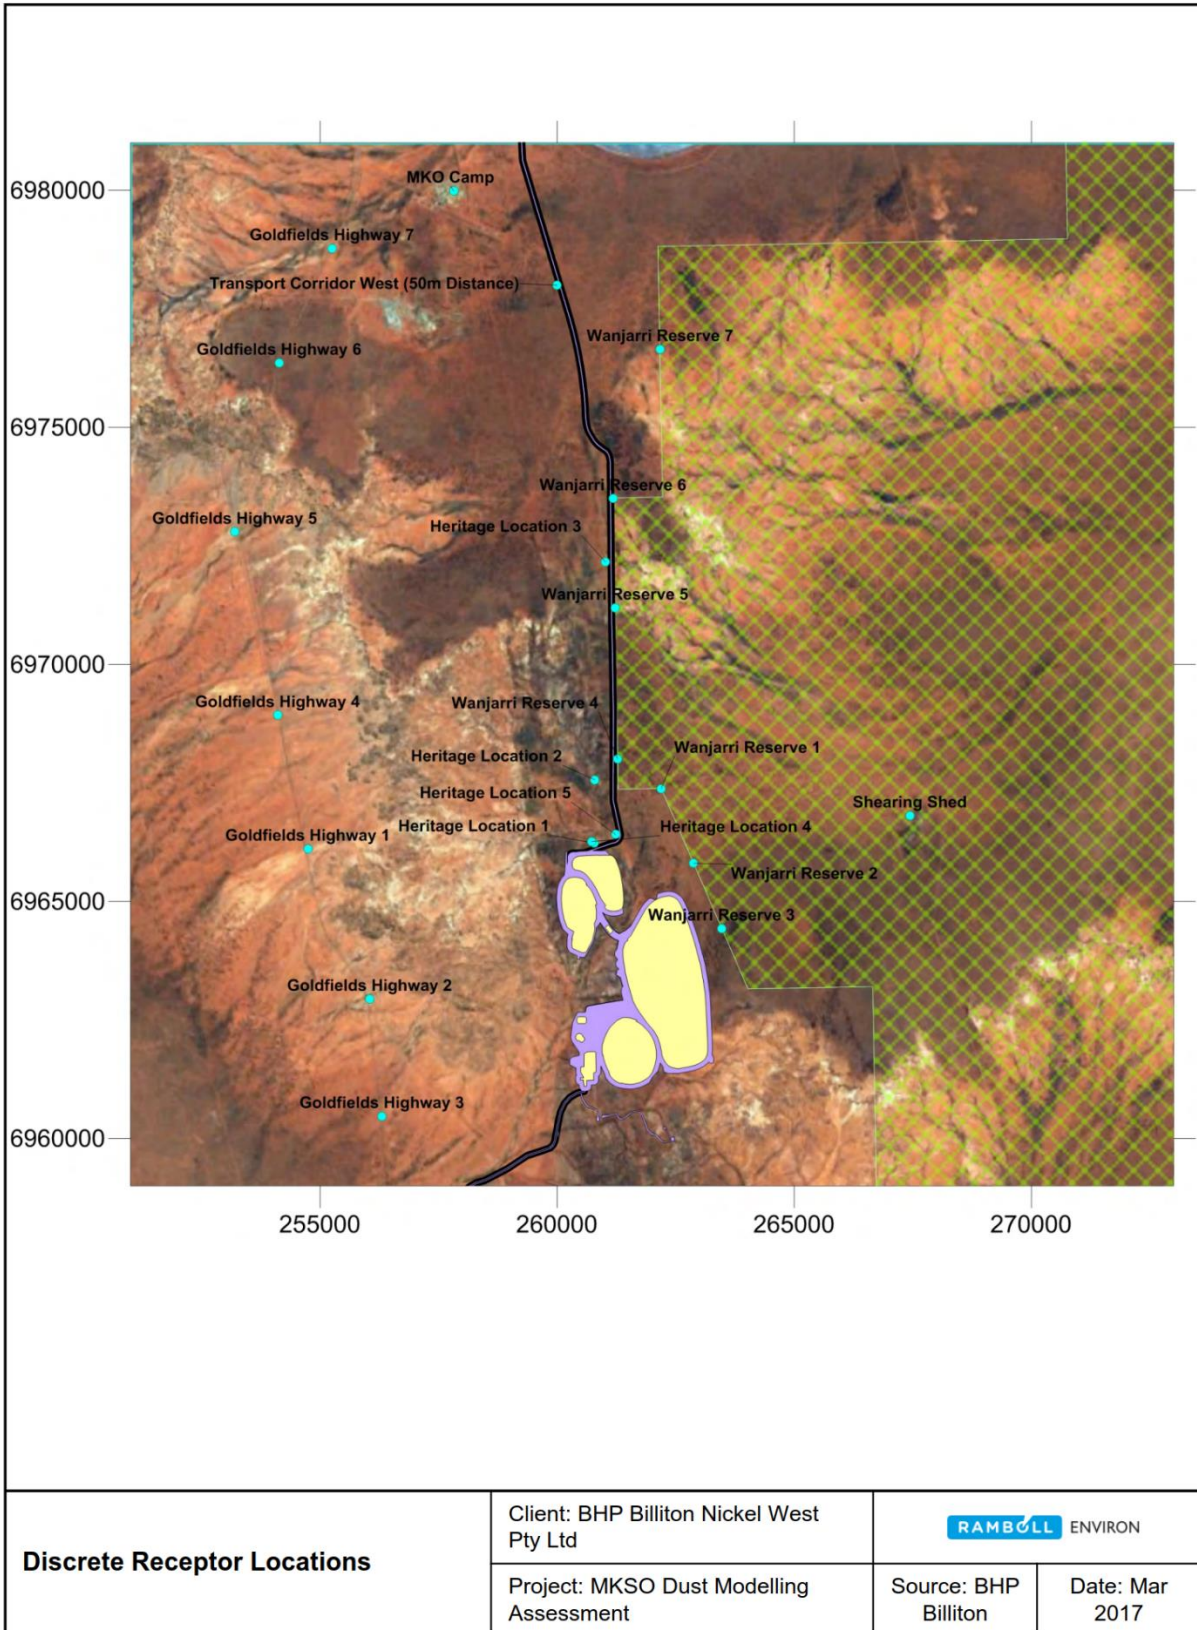 6980000
MKO Camp
Goldfields Highway 7
Transport Corridor West (50m Distance)
Wanjarri Reserve 7
Goldfields Highway 6
6975000
Wanjarri Reserve 6
Goldfields Highway 5
Heritage Location 3
Wanjarri Reserve 5
6970000
Goldfields Highway 4
Wanjarri Reserve 4
Wanjarri Reserve 1
Heritage Location 2
Heritage Location 5
Shearing Shed
Heritage Location 1
Heritage Location 4
Goldfields Highway 1
Wanjarri Reserve 2
6965000
Wanjarri Reserve 3
Goldfields Highway 2
Goldfields Highway 3
6960000
255000
260000
265000
270000
Discrete Receptor Locations
Client: BHP Billiton Nickel West
Pty Ltd
RAMBOLL ENVIRON
Project: MKSO Dust Modelling
Assessment
Source: BHP
Billiton
Date: Mar
2017